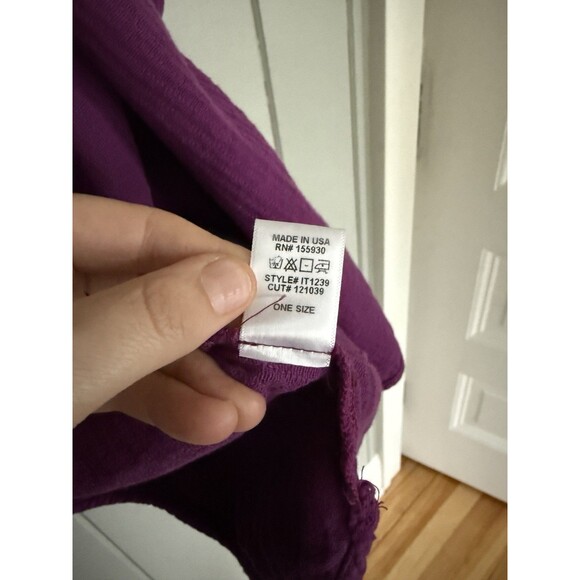 MADE IN USA
RN# 155930
STYLE# IT1239
CUT# 121039
ONE SIZE